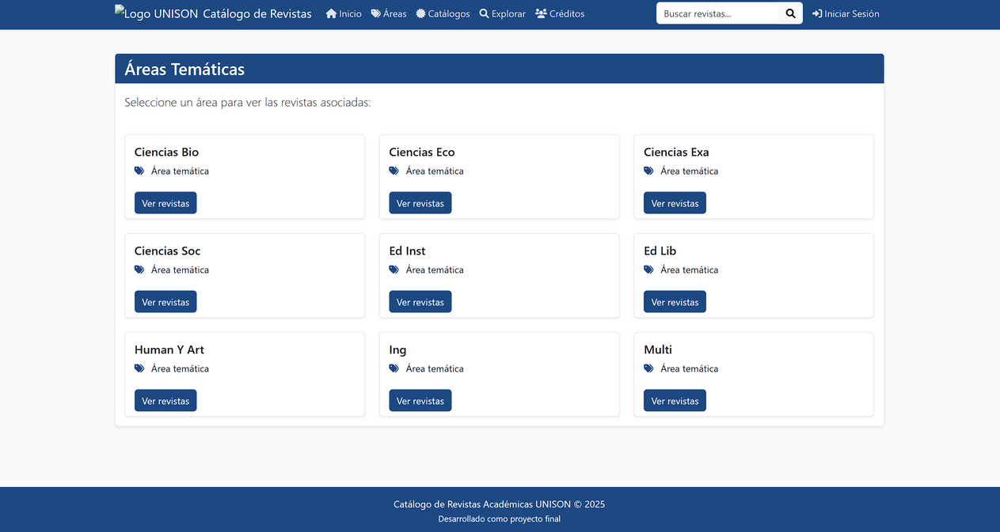 Logo UNISON Catálogo de Revistas Inicio Áreas Catálogos Explorar Créditos Buscar revistas... Iniciar Sesión
Áreas Temáticas
Seleccione un área para ver las revistas asociadas:
Ciencias Bio
Área temática
Ver revistas
Ciencias Eco
Área temática
Ver revistas
Ciencias Exa
Área temática
Ver revistas
Ciencias Soc
Área temática
Ver revistas
Ed Inst
Área temática
Ver revistas
Ed Lib
Área temática
Ver revistas
Human Y Art
Área temática
Ver revistas
Ing
Área temática
Ver revistas
Multi
Área temática
Ver revistas
Catálogo de Revistas Académicas UNISON © 2025
Desarrollado como proyecto final